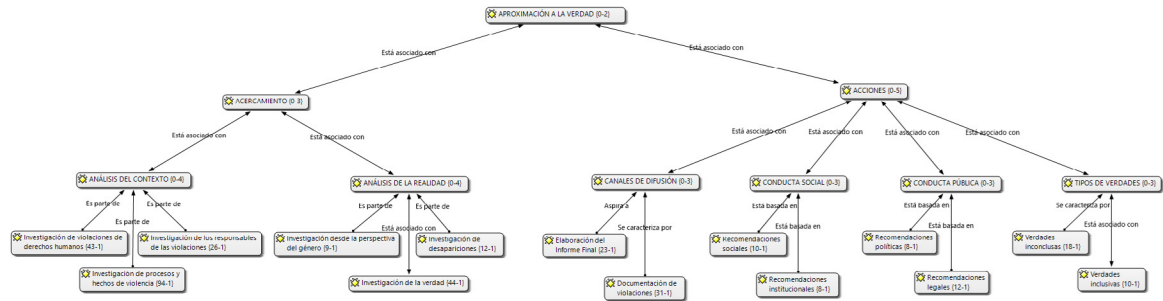 APROXIMACIÓN A LA VERDAD {0-2}
Está asociado con
Está asociado con
ACERCAMIENTO {0-3}
ACCIONES {0-5}
Está asociado con
Está asociado con
Está asociado con
Está asociado con
Está asociado con
Está asociado con
ANÁLISIS DEL CONTEXTO {0-4}
ANÁLISIS DE LA REALIDAD {0-4}
CANALES DE DIFUSIÓN {0-3}
CONDUCTA SOCIAL {0-3}
CONDUCTA PÚBLICA {0-3}
TIPOS DE VERDADES {0-3}
Es parte de
Es parte de
Es parte de
Es parte de
Es parte de
Está asociado con
Aspira a
Se caracteriza por
Está basada en
Está basada en
Está basada en
Está basada en
Se caracteriza por
Está asociado con
Investigación de violaciones de
derechos humanos {43-1}
Investigación de los responsables
de las violaciones {26-1}
Investigación desde la perspectiva
del género {9-1}
Investigación de
desapariciones {12-1}
Elaboración del
Informe Final {23-1}
Recomendaciones
sociales {10-1}
Recomendaciones
políticas {8-1}
Verdades
inconclusas {18-1}
Investigación de procesos y
hechos de violencia {94-1}
Investigación de la verdad {44-1}
Documentación de
violaciones {31-1}
Recomendaciones
institucionales {8-1}
Recomendaciones
legales {12-1}
Verdades
inclusivas {10-1}